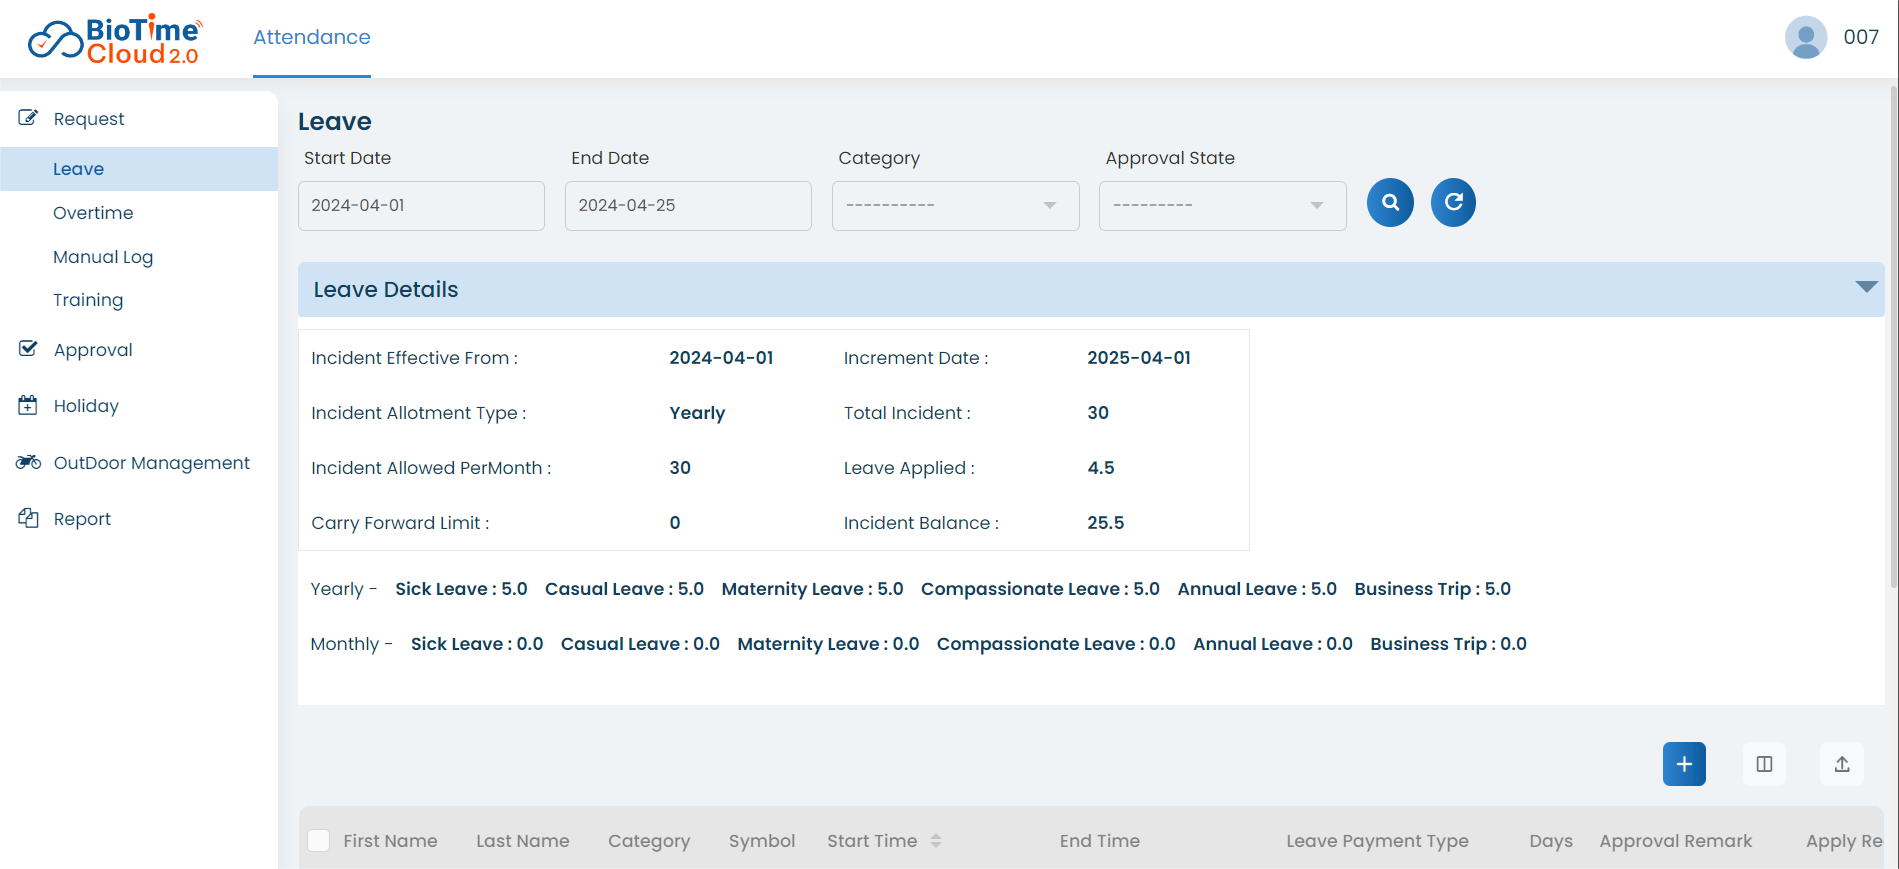 BioTime
Cloud 2.0
Attendance
007
Request
Leave
Overtime
Manual Log
Training
Approval
Holiday
OutDoor Management
Report
Leave
Start Date End Date Category Approval State
2024-04-01 2024-04-25 ---------- ---------
Leave Details
Incident Effective From : 2024-04-01 Increment Date : 2025-04-01
Incident Allotment Type : Yearly Total Incident : 30
Incident Allowed PerMonth : 30 Leave Applied : 4.5
Carry Forward Limit : 0 Incident Balance : 25.5
Yearly - Sick Leave : 5.0 Casual Leave : 5.0 Maternity Leave : 5.0 Compassionate Leave : 5.0 Annual Leave : 5.0 Business Trip : 5.0
Monthly - Sick Leave : 0.0 Casual Leave : 0.0 Maternity Leave : 0.0 Compassionate Leave : 0.0 Annual Leave : 0.0 Business Trip : 0.0
First Name Last Name Category Symbol Start Time End Time Leave Payment Type Days Approval Remark Apply Re